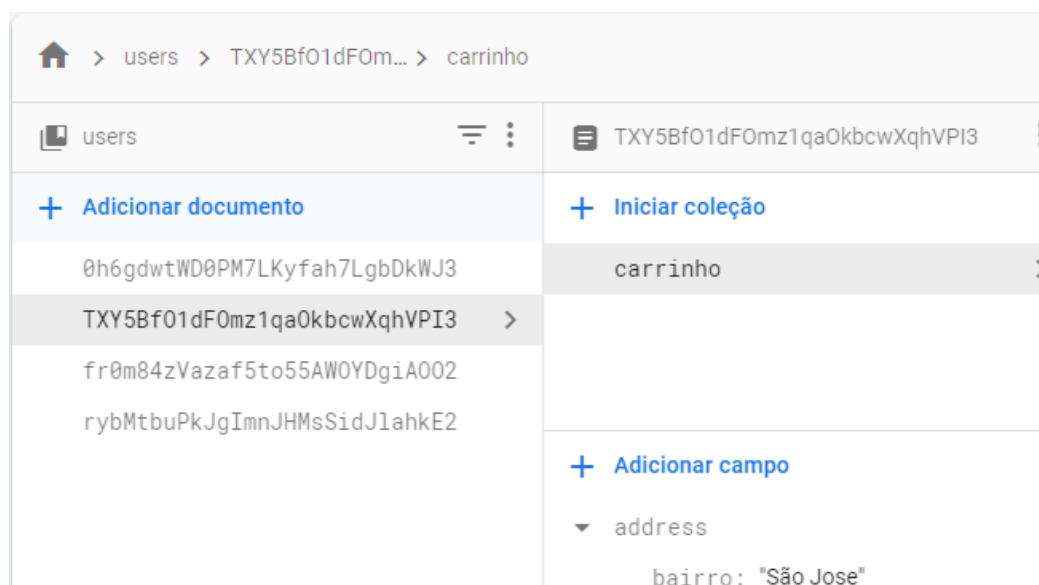 users > TXY5BfO1dFOm... > carrinho
users
TXY5BfO1dFOmz1qaOkbcwXqhVPI3
+ Adicionar documento
+ Iniciar coleção
0h6gdwtWD0PM7LKyfah7LgbDkWJ3
carrinho
TXY5BfO1dFOmz1qaOkbcwXqhVPI3
fr0m84zVazaf5to55AWOYDgiAOO2
rybMtbuPkJgImnJHMsSidJlahkE2
+ Adicionar campo
address
bairro: "São Jose"